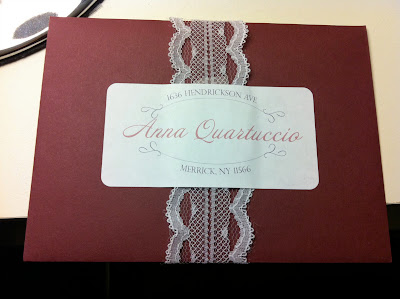 1636 HENDRICKSON AVE
Anna Quartuccio
MERRICK, NY 11566